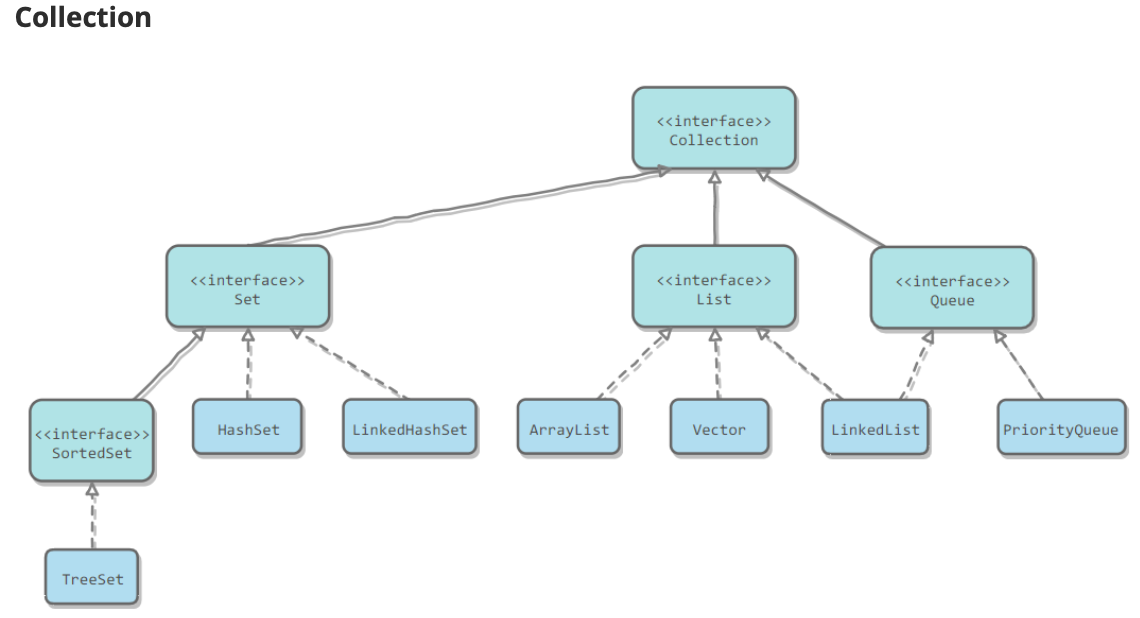 Collection
<<interface>>
Collection
<<interface>>
Set
<<interface>>
List
<<interface>>
Queue
<<interface>>
SortedSet
HashSet
LinkedHashSet
ArrayList
Vector
LinkedList
PriorityQueue
TreeSet